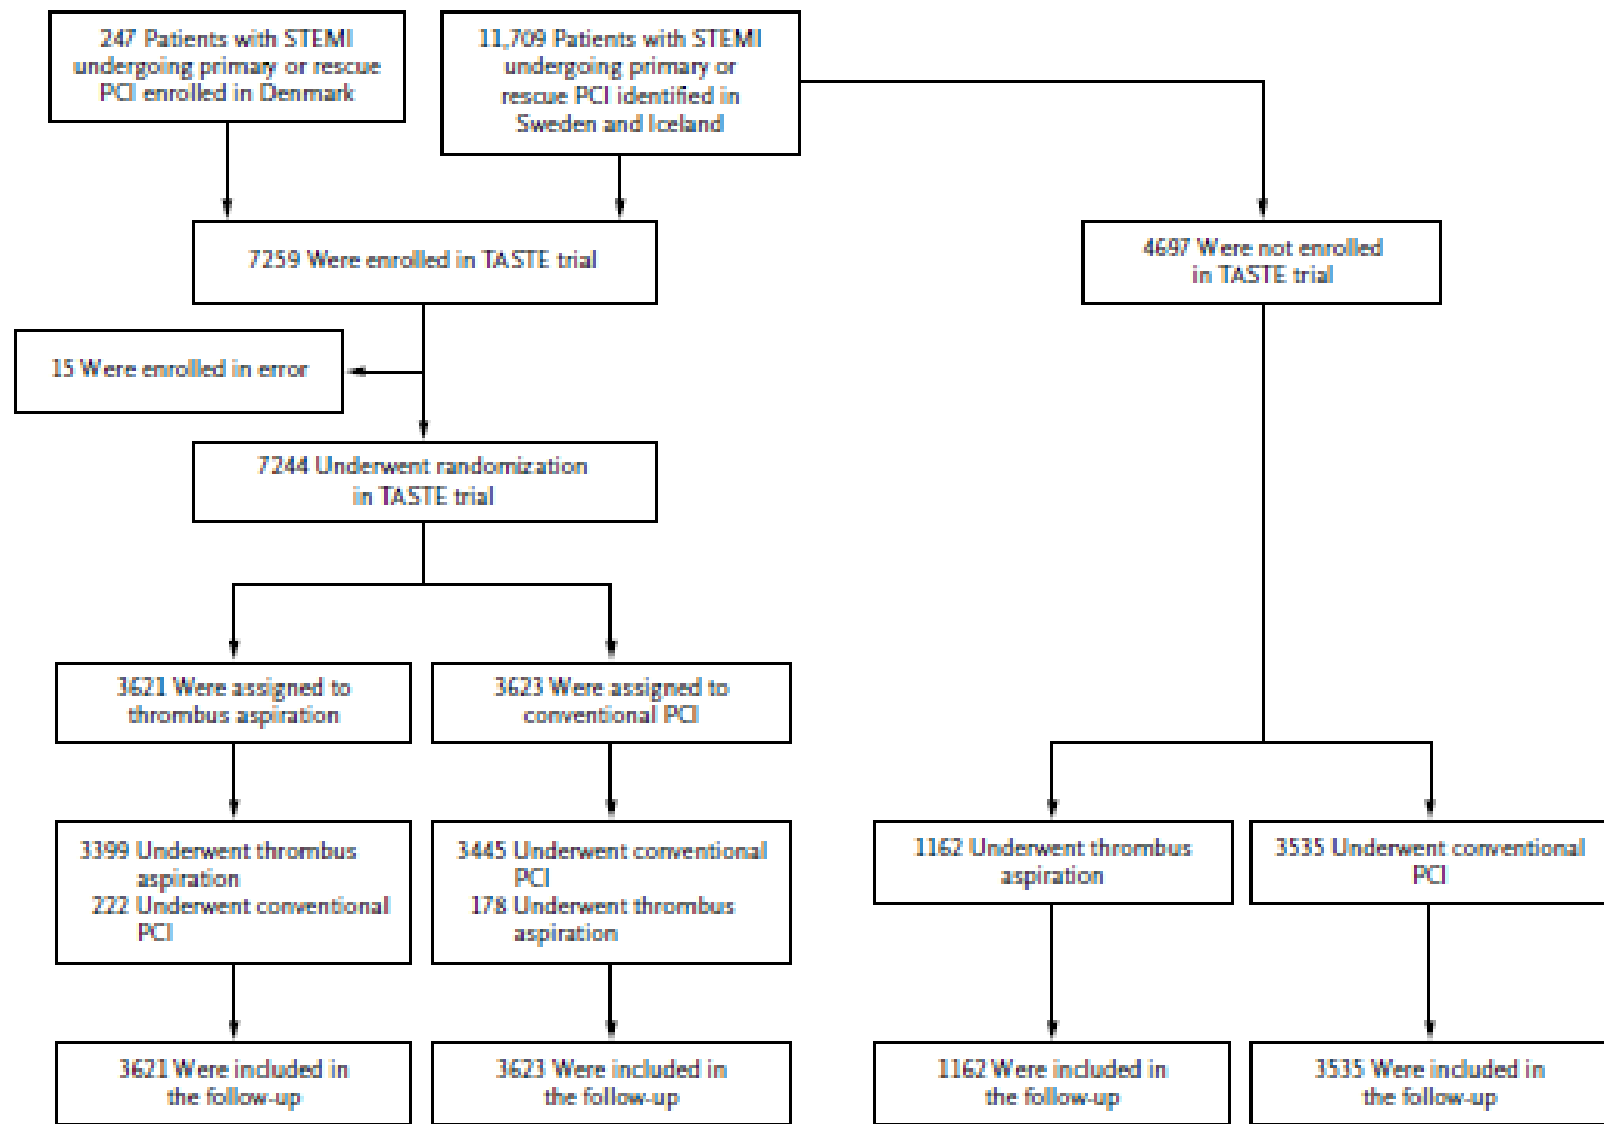 247 Patients with STEMI
undergoing primary or rescue
PCI enrolled in Denmark
11,709 Patients with STEMI
undergoing primary or
rescue PCI identified in
Sweden and Iceland
7259 Were enrolled in TASTE trial
4697 Were not enrolled
in TASTE trial
15 Were enrolled in error
7244 Underwent randomization
in TASTE trial
3621 Were assigned to
thrombus aspiration
3623 Were assigned to
conventional PCI
3399 Underwent thrombus
aspiration
222 Underwent conventional
PCI
3445 Underwent conventional
PCI
178 Underwent thrombus
aspiration
1162 Underwent thrombus
aspiration
3535 Underwent conventional
PCI
3621 Were included in
the follow-up
3623 Were included in
the follow-up
1162 Were included in
the follow-up
3535 Were included in
the follow-up